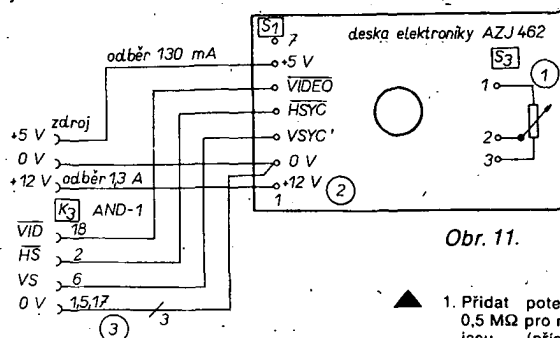 S1
deska elektroniky AZJ 462
7
odběr 130 mA
+5 V
S3
1
VIDEO
1
zdroj
HSYC
+5 V
VSYC'
2
0 V
0 V
3
+12 V
odběr 1,3 A
+12 V
2
1
K3 AND-1
VID 18
HS 2
VS 6
0 V 1,5,17
3
3
Obr. 11.
1. Přidat
0,5 MΩ pro